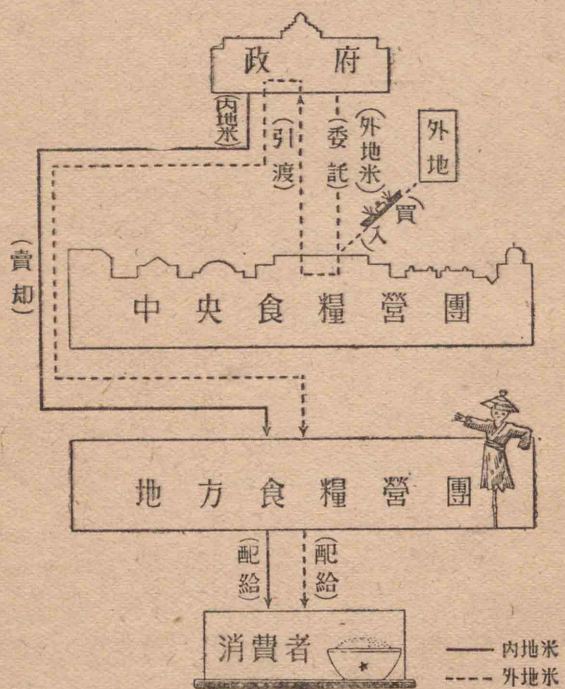 政府
(內地米)
(引渡)
(委託)
(外地米)
外地
(買入)
(賣却)
中央食糧營團
地方食糧營團
(配給)
(配給)
消費者
內地米
外地米